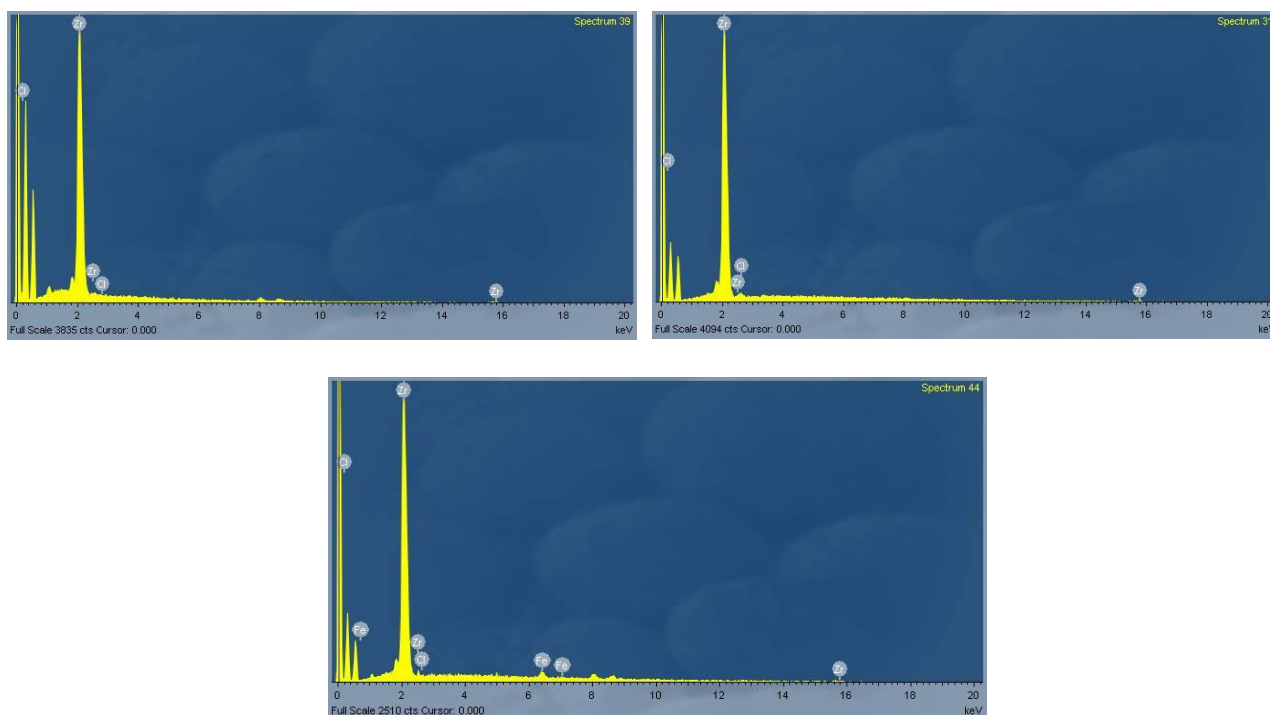 Spectrum 39
Zr
Cl
Zr
Cl
Zr
0 2 4 6 8 10 12 14 16 18 20
Full Scale 3835 cts Cursor: 0.000 keV
Spectrum 31
Zr
Cl
Cl
Zr
Zr
0 2 4 6 8 10 12 14 16 18 20
Full Scale 4094 cts Cursor: 0.000 keV
Spectrum 44
Zr
Cl
Fe
Zr
Cl
Fe
Fe
Zr
0 2 4 6 8 10 12 14 16 18 20
Full Scale 2510 cts Cursor: 0.000 keV